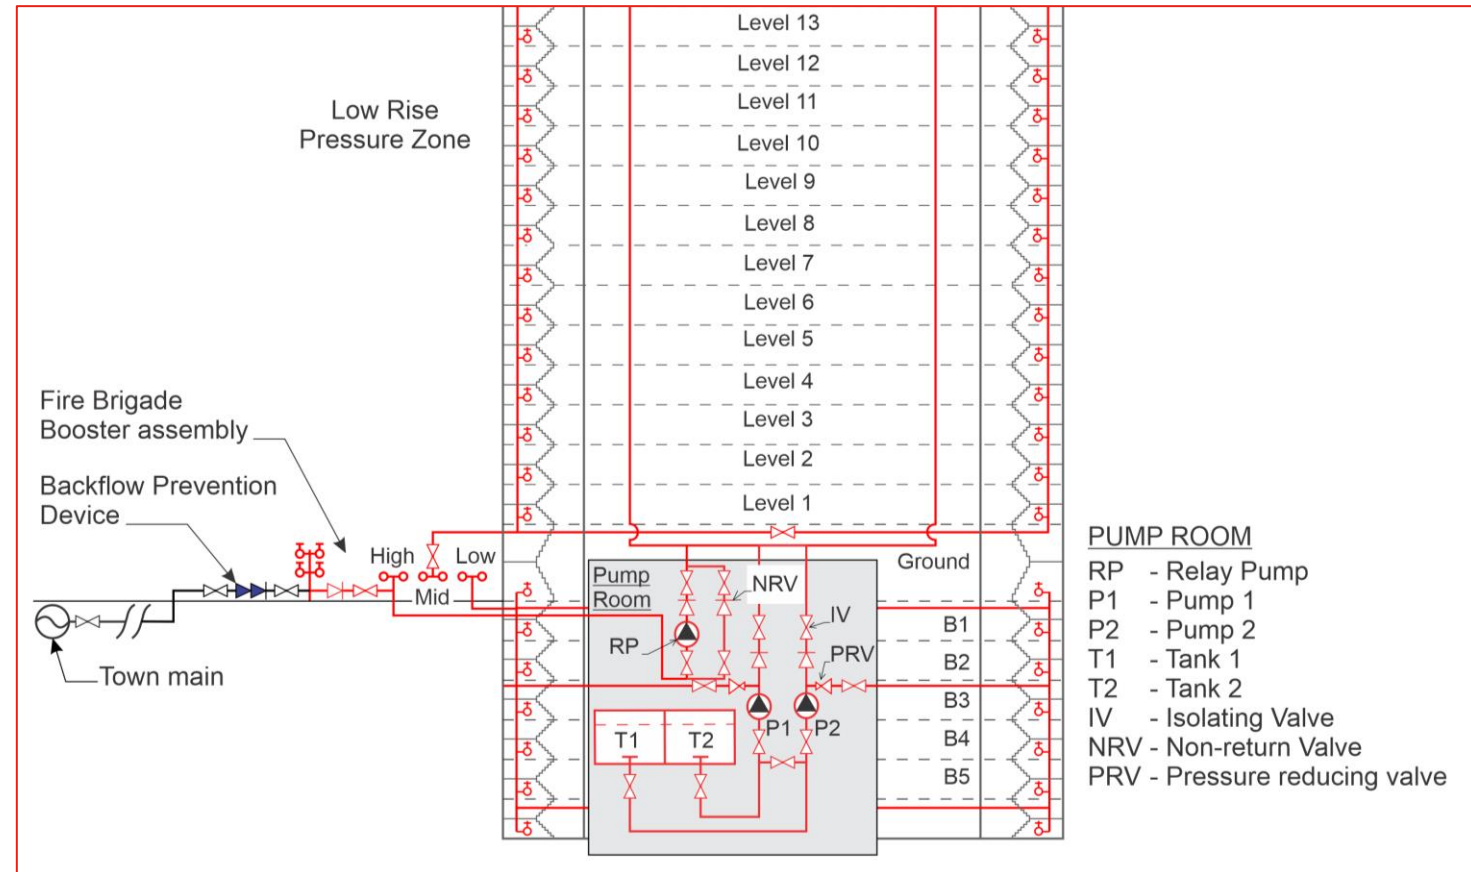 Level 13
Level 12
Level 11
Level 10
Level 9
Level 8
Level 7
Level 6
Level 5
Level 4
Level 3
Level 2
Level 1
Low Rise
Pressure Zone
Fire Brigade
Booster assembly
Backflow Prevention
Device
High
Low
Mid
Town main
Ground
Pump
Room
NRV
IV
RP
PRV
P1
P2
T1
T2
B1
B2
B3
B4
B5
PUMP ROOM
RP - Relay Pump
P1 - Pump 1
P2 - Pump 2
T1 - Tank 1
T2 - Tank 2
IV - Isolating Valve
NRV - Non-return Valve
PRV - Pressure reducing valve